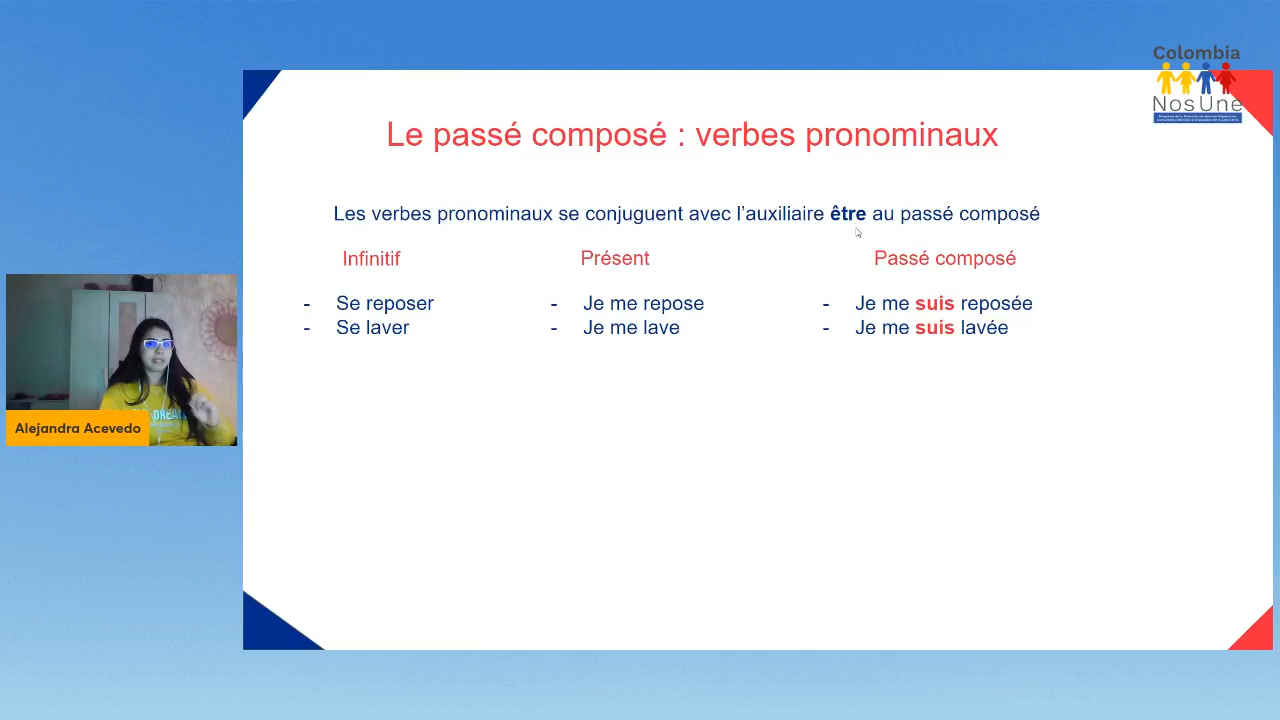 Colombia
NosUne
Le passé composé : verbes pronominaux
Les verbes pronominaux se conjuguent avec l’auxiliaire être au passé composé
Infinitif
Présent
Passé composé
- Se reposer
- Se laver
- Je me repose
- Je me lave
- Je me suis reposée
- Je me suis lavée
Alejandra Acevedo